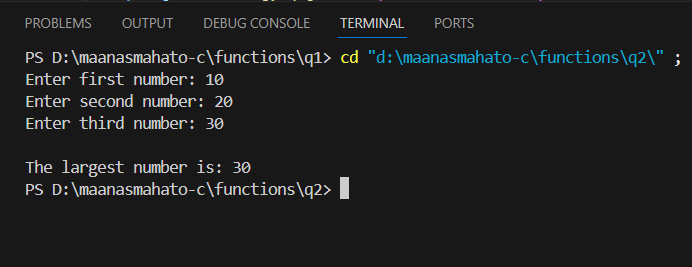 PROBLEMS OUTPUT DEBUG CONSOLE TERMINAL PORTS
PS D:\maanasmahato-c\functions\q1> cd "d:\maanasmahato-c\functions\q2\" ;
Enter first number: 10
Enter second number: 20
Enter third number: 30
The largest number is: 30
PS D:\maanasmahato-c\functions\q2>